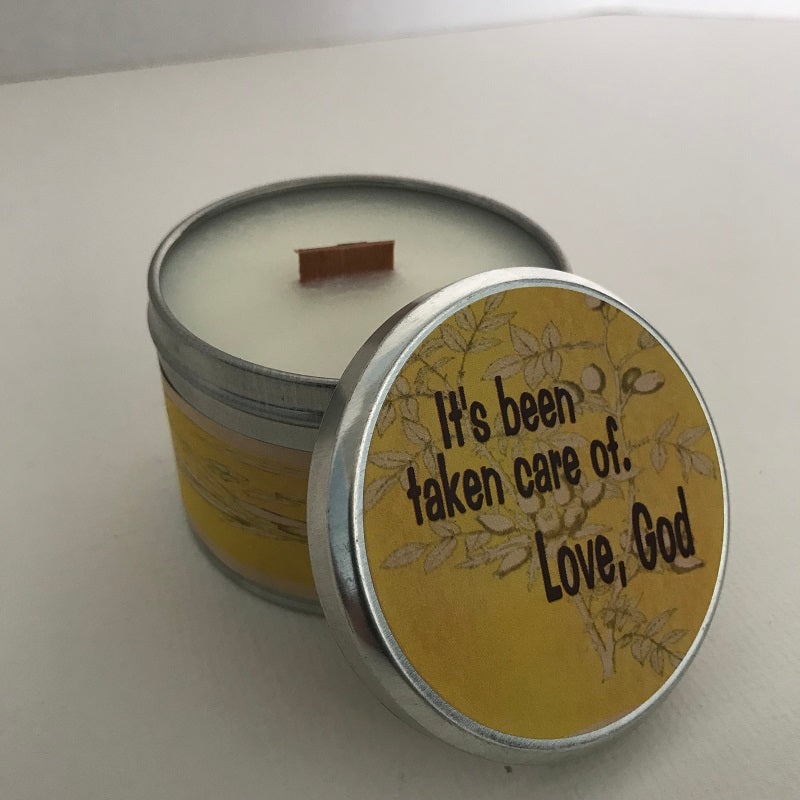 It's been
taken care of.
Love, God